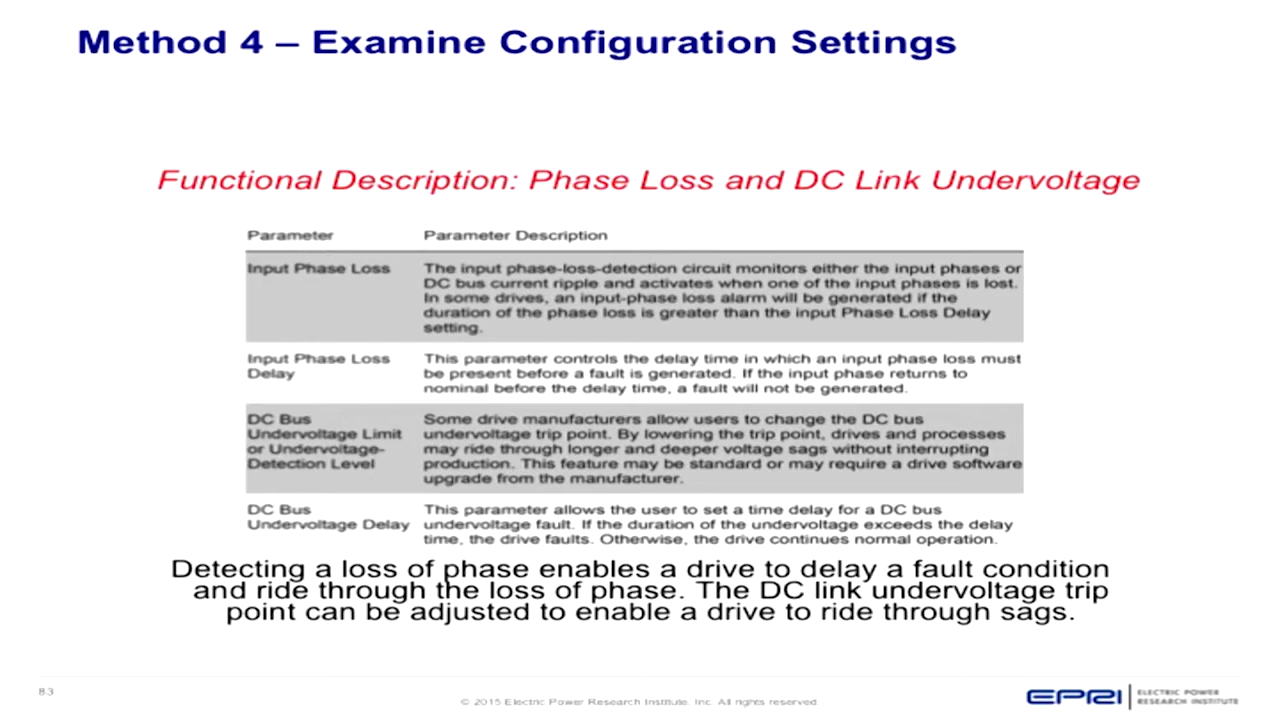 Method 4 – Examine Configuration Settings
Functional Description: Phase Loss and DC Link Undervoltage
Parameter Parameter Description
Input Phase Loss The input phase-loss-detection circuit monitors either the input phases or
DC bus current ripple and activates when one of the input phases is lost.
In some drives, an input-phase loss alarm will be generated if the
duration of the phase loss is greater than the input Phase Loss Delay
setting.
Input Phase Loss This parameter controls the delay time in which an input phase loss must
Delay be present before a fault is generated. If the input phase returns to
nominal before the delay time, a fault will not be generated.
DC Bus Some drive manufacturers allow users to change the DC bus
Undervoltage Limit undervoltage trip point. By lowering the trip point, drives and processes
or Undervoltage- may ride through longer and deeper voltage sags without interrupting
Detection Level production. This feature may be standard or may require a drive software
upgrade from the manufacturer.
DC Bus This parameter allows the user to set a time delay for a DC bus
Undervoltage Delay undervoltage fault. If the duration of the undervoltage exceeds the delay
time, the drive faults. Otherwise, the drive continues normal operation.
Detecting a loss of phase enables a drive to delay a fault condition
and ride through the loss of phase. The DC link undervoltage trip
point can be adjusted to enable a drive to ride through sags.
83
© 2015 Electric Power Research Institute, Inc. All rights reserved.
EPRI ELECTRIC POWER
RESEARCH INSTITUTE